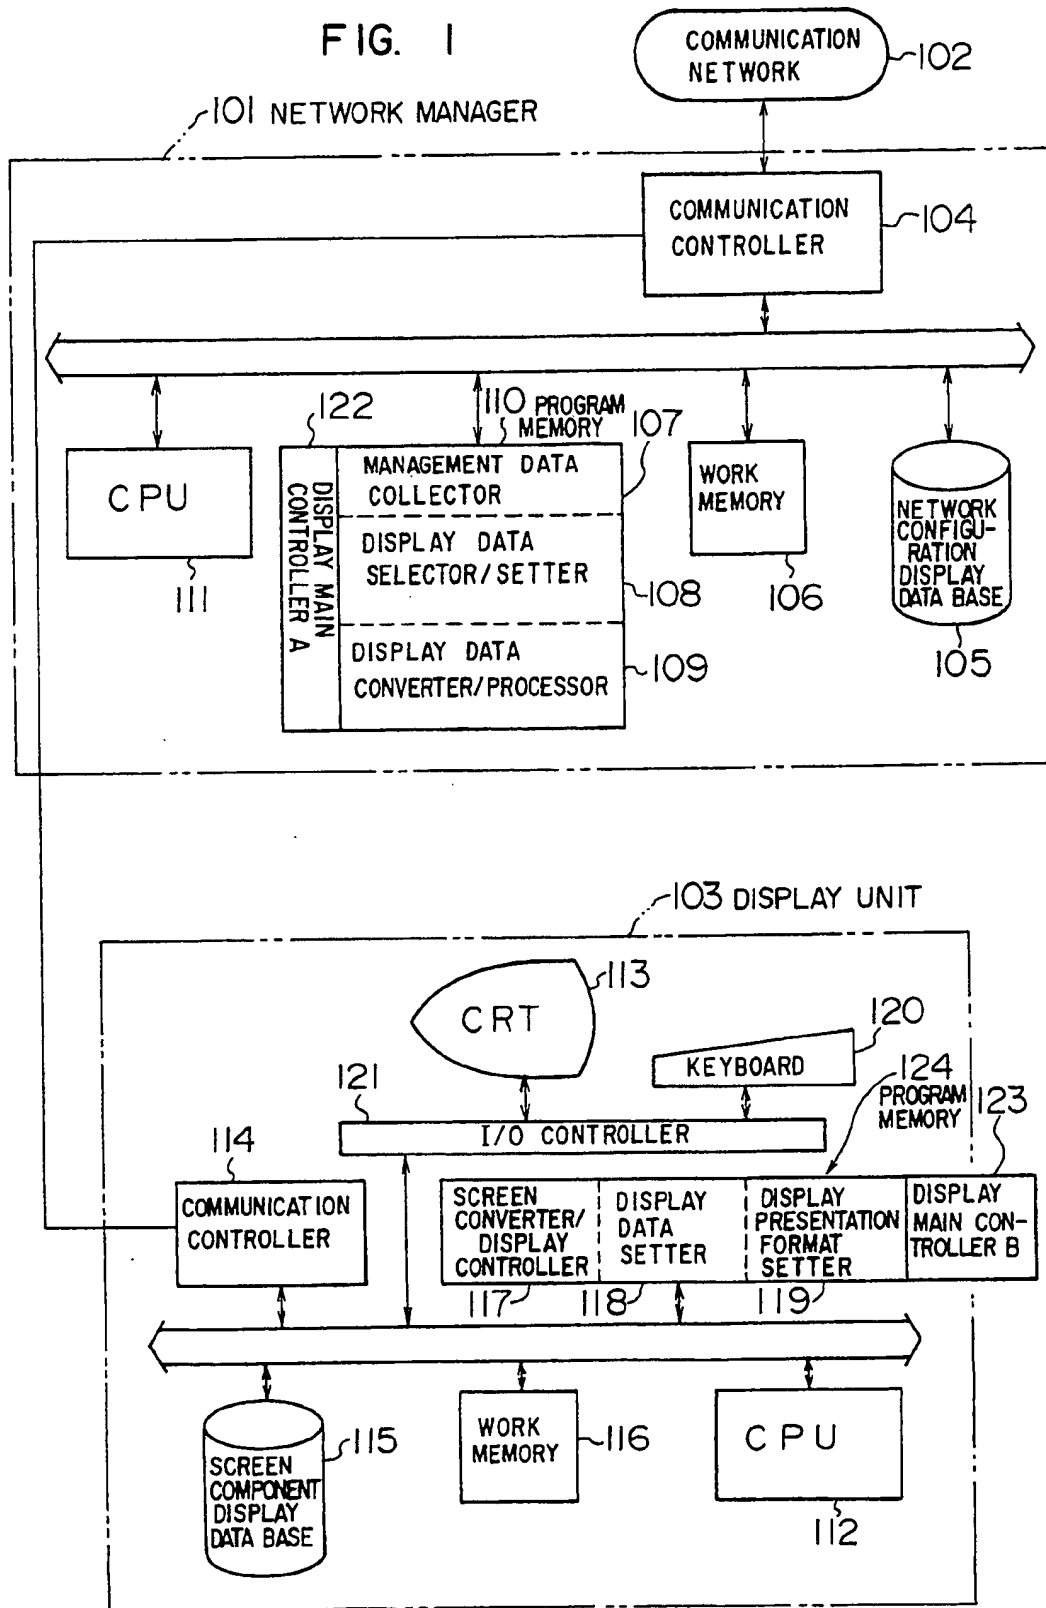 FIG. 1
COMMUNICATION
NETWORK
102
101 NETWORK MANAGER
COMMUNICATION
CONTROLLER
104
122
110 PROGRAM
MEMORY
107
CPU
111
DISPLAY MAIN
CONTROLLER A
MANAGEMENT DATA
COLLECTOR
DISPLAY DATA
SELECTOR/SETTER
108
DISPLAY DATA
CONVERTER/PROCESSOR
109
WORK
MEMORY
106
NETWORK
CONFIGU-
RATION
DISPLAY
DATA BASE
105
103 DISPLAY UNIT
CRT
113
KEYBOARD
120
121
I/O CONTROLLER
124
PROGRAM
MEMORY
123
114
COMMUNICATION
CONTROLLER
SCREEN
CONVERTER/
DISPLAY
CONTROLLER
117
DISPLAY
DATA
SETTER
118
DISPLAY
PRESENTATION
FORMAT
SETTER
119
DISPLAY
MAIN CON-
TROLLER B
SCREEN
COMPONENT
DISPLAY
DATA BASE
115
WORK
MEMORY
116
CPU
112